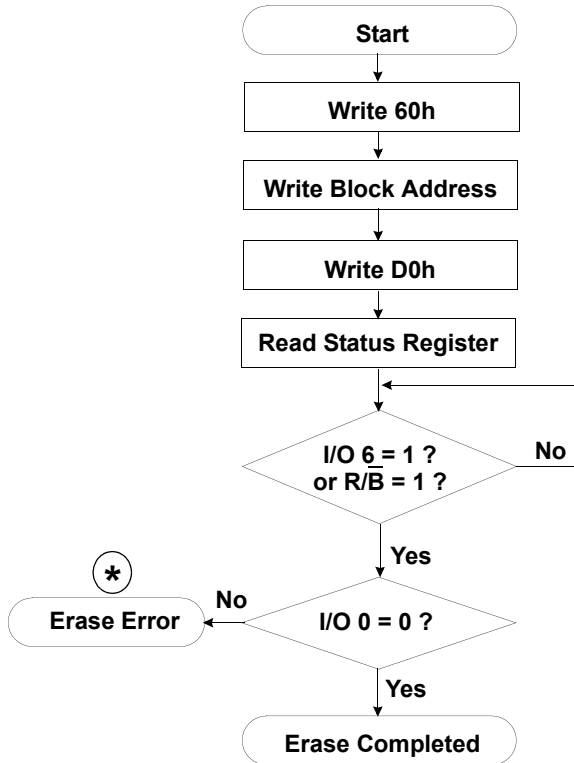 Start
Write 60h
Write Block Address
Write D0h
Read Status Register
I/O 6 = 1 ?
or R/B̅ = 1 ?
No
Yes
*
No
Erase Error
I/O 0 = 0 ?
Yes
Erase Completed